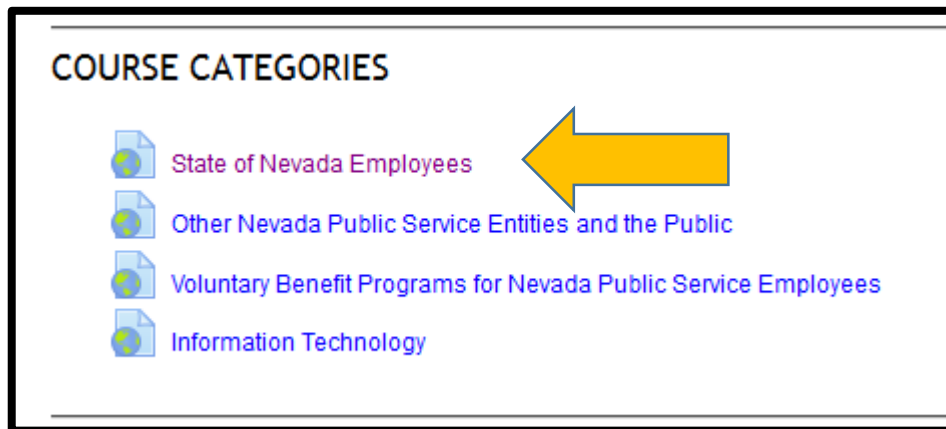 COURSE CATEGORIES
State of Nevada Employees
Other Nevada Public Service Entities and the Public
Voluntary Benefit Programs for Nevada Public Service Employees
Information Technology